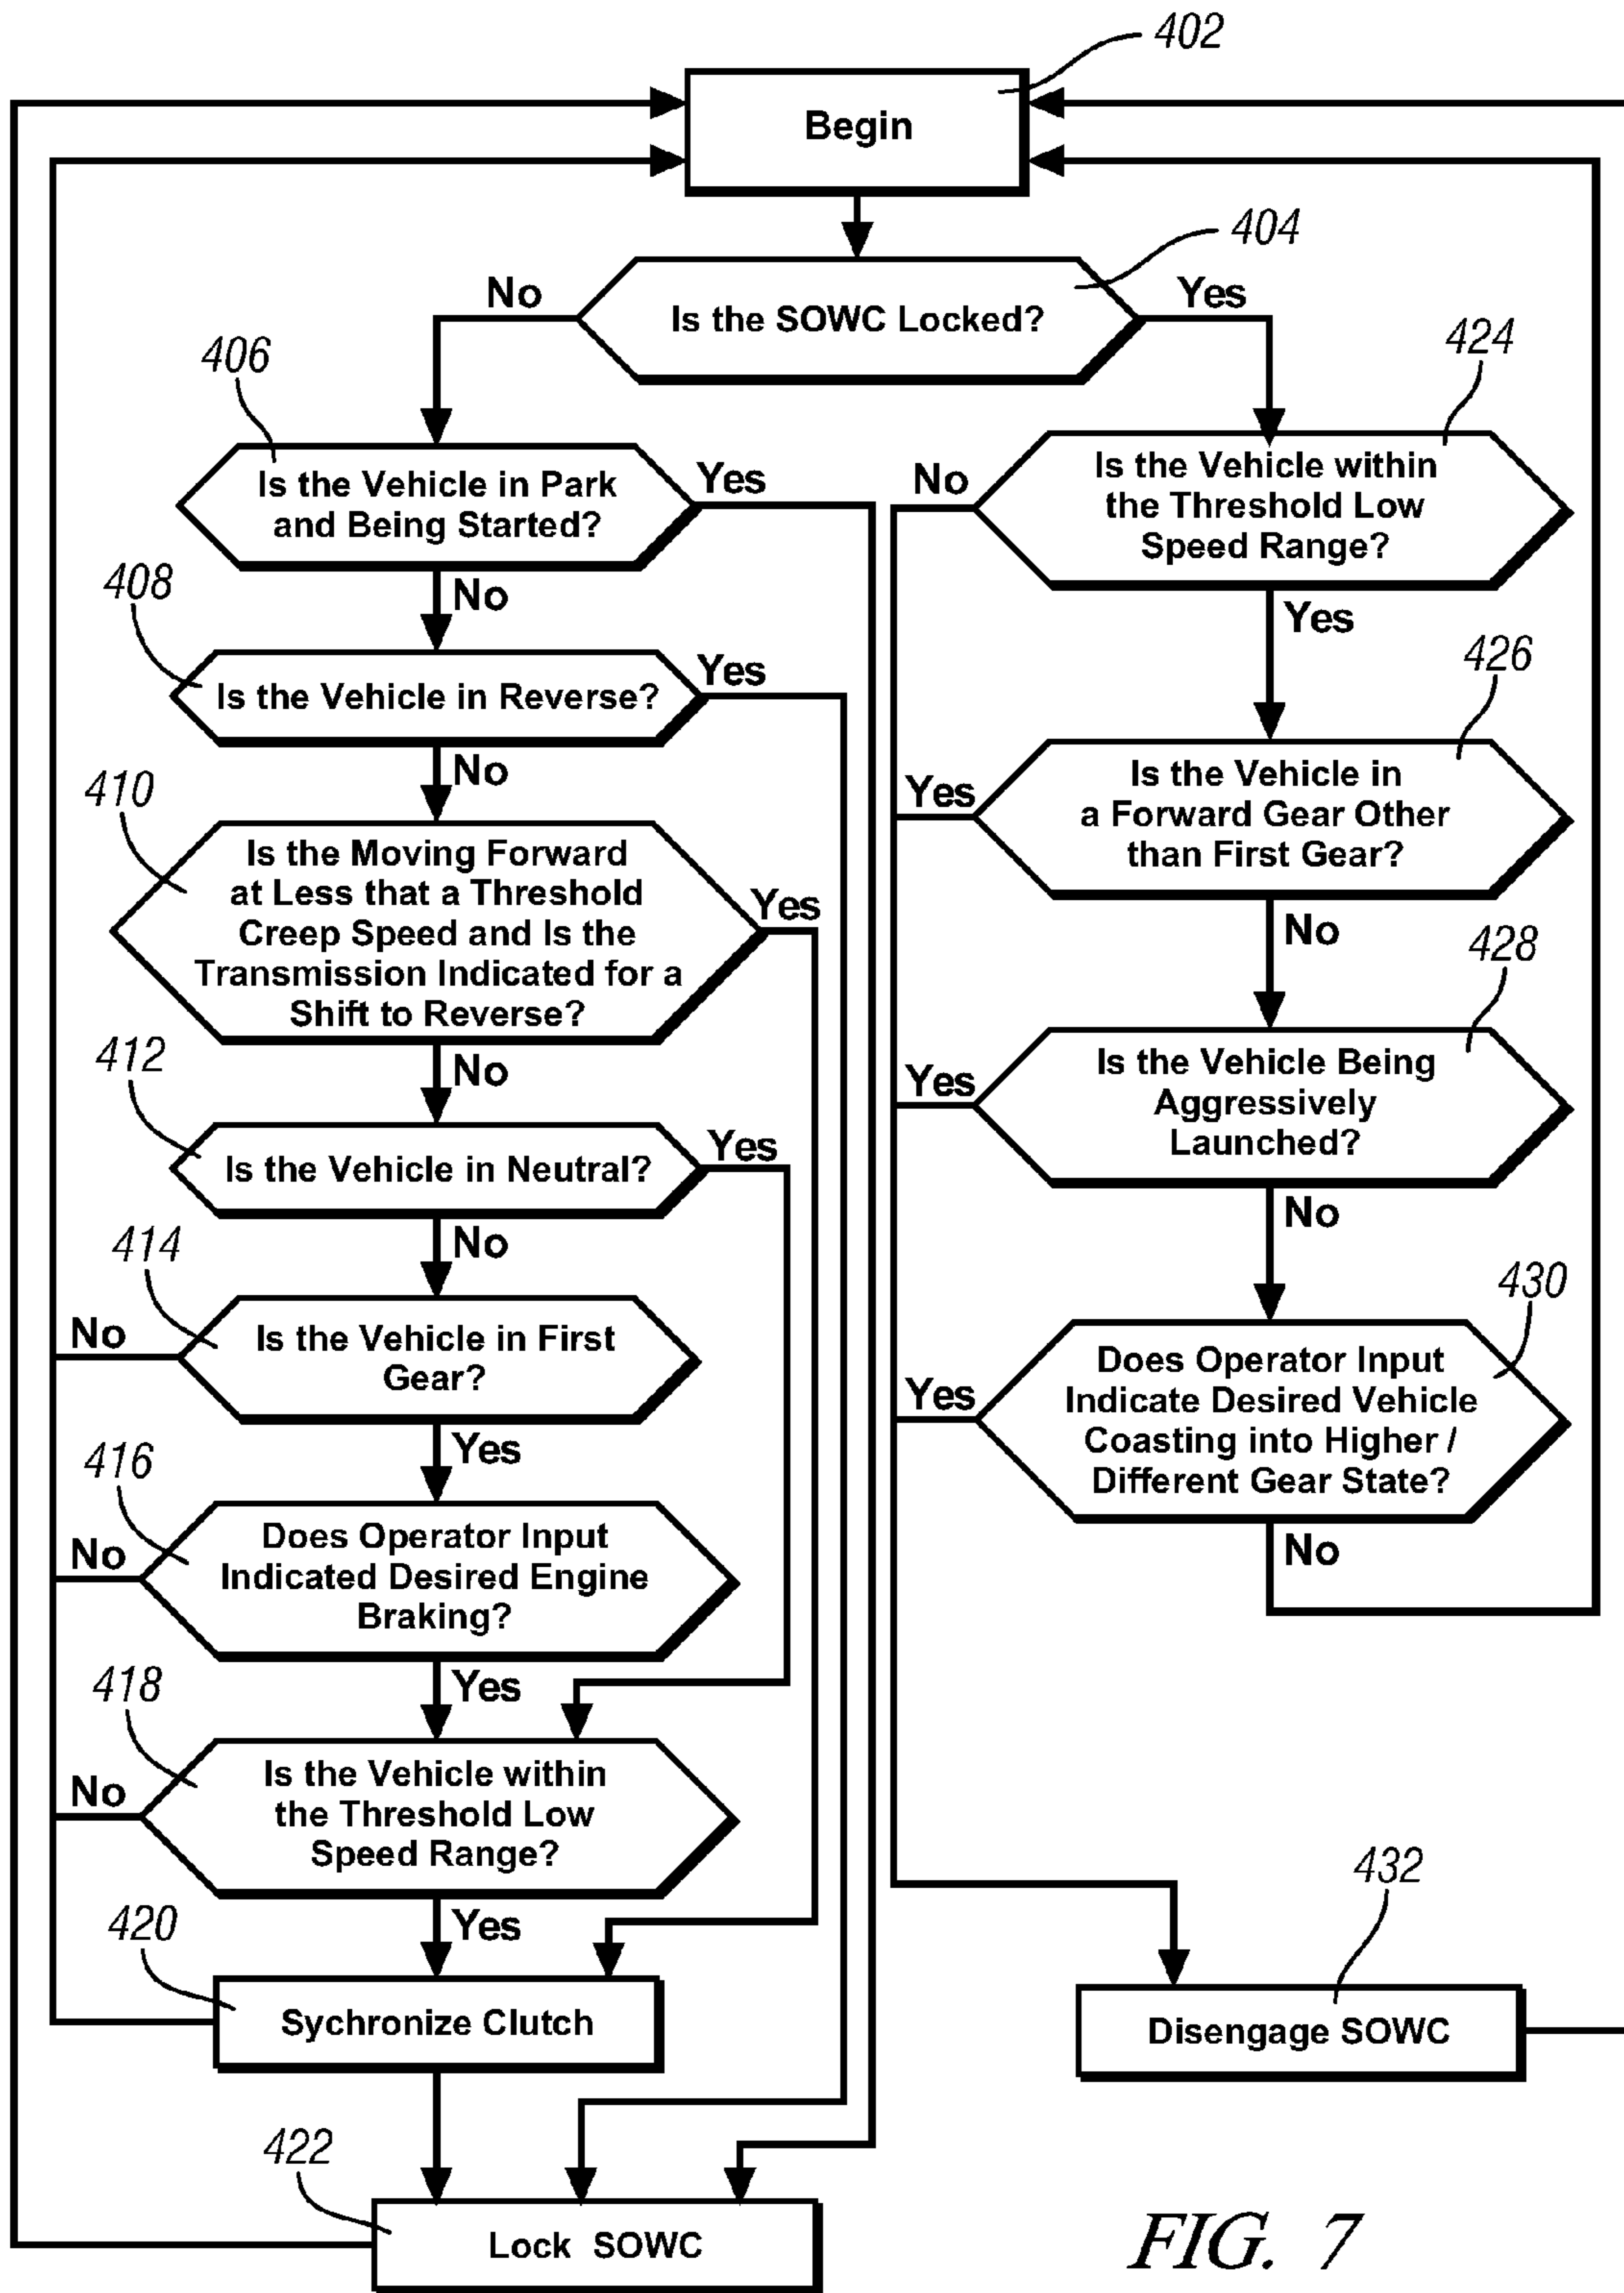 402
Begin
404
No
Is the SOWC Locked?
Yes
406
424
Is the Vehicle in Park
and Being Started?
Yes
No
Is the Vehicle within
the Threshold Low
Speed Range?
No
Yes
408
426
Is the Vehicle in Reverse?
Yes
No
Yes
Is the Vehicle in
a Forward Gear Other
than First Gear?
No
410
428
Is the Moving Forward
at Less that a Threshold
Creep Speed and Is the
Transmission Indicated for a
Shift to Reverse?
Yes
No
Yes
Is the Vehicle Being
Aggressively
Launched?
No
412
Is the Vehicle in Neutral?
Yes
No
414
430
No
Is the Vehicle in First
Gear?
Yes
Yes
Does Operator Input
Indicate Desired Vehicle
Coasting into Higher /
Different Gear State?
No
416
No
Does Operator Input
Indicated Desired Engine
Braking?
Yes
418
No
Is the Vehicle within
the Threshold Low
Speed Range?
Yes
432
420
Sychronize Clutch
Disengage SOWC
422
Lock SOWC
FIG. 7